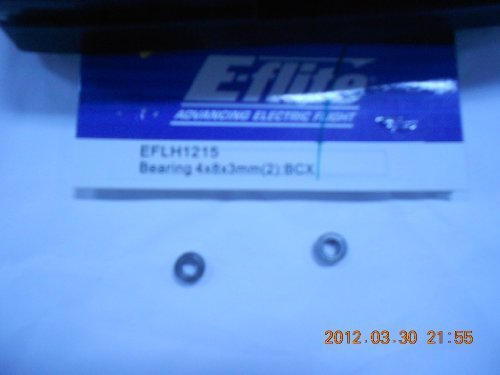 E-flite
ADVANCING ELECTRIC FLIGHT
EFLH1215
Bearing 4x8x3mm(2):BCX
2012.03.30 21:55